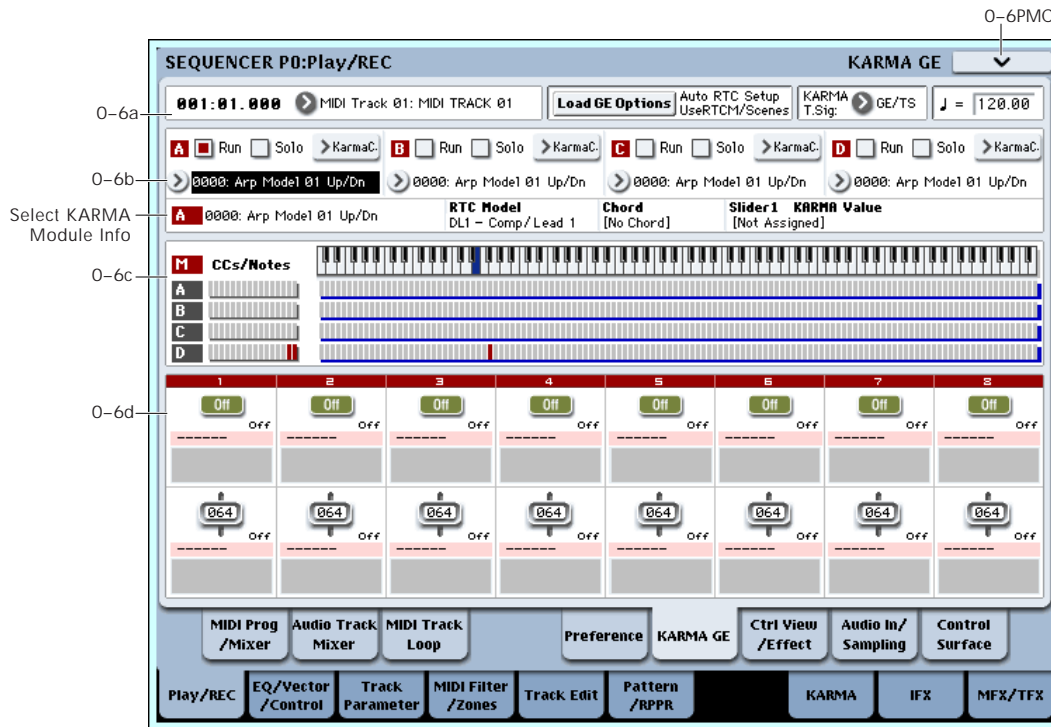 0–6PMC
SEQUENCER P0:Play/REC KARMA GE
0–6a
001:01.000 MIDI Track 01: MIDI TRACK 01 Load GE Options Auto RTC Setup UseRTCM/Scenes KARMA T.Sig: GE/TS ♩ = 120.00
A Run Solo KarmaC. B Run Solo KarmaC. C Run Solo KarmaC. D Run Solo KarmaC.
0–6b
0000: Arp Model 01 Up/Dn 0000: Arp Model 01 Up/Dn 0000: Arp Model 01 Up/Dn 0000: Arp Model 01 Up/Dn
Select KARMA
Module Info
A 0000: Arp Model 01 Up/Dn RTC Model Chord Slider1 KARMA Value
DL1 – Comp/Lead 1 [No Chord] [Not Assigned]
0–6c
M CCs/Notes
A
B
C
D
1 2 3 4 5 6 7 8
0–6d
Off Off Off Off Off Off Off Off
Off Off Off Off Off Off Off Off
------ ------ ------ ------ ------ ------ ------ ------
064 064 064 064 064 064 064 064
Off Off Off Off Off Off Off Off
------ ------ ------ ------ ------ ------ ------ ------
MIDI Prog /Mixer Audio Track Mixer MIDI Track Loop Preference KARMA GE Ctrl View /Effect Audio In/ Sampling Control Surface
Play/REC EQ/Vector /Control Track Parameter MIDI Filter /Zones Track Edit Pattern /RPPR KARMA IFX MFX/TFX